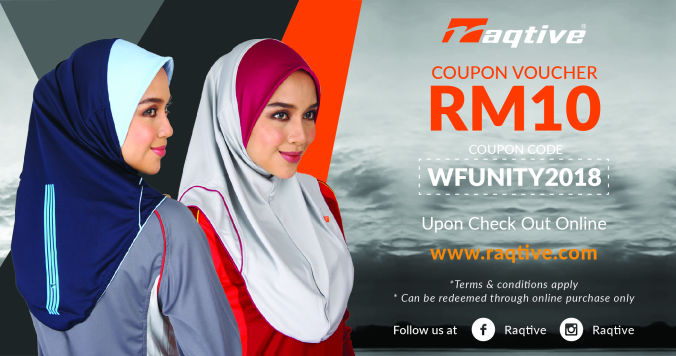 Raqtive®
COUPON VOUCHER
RM10
COUPON CODE
WFUNITY2018
Upon Check Out Online
www.raqtive.com
*Terms & conditions apply
* Can be redeemed through online purchase only
Follow us at Raqtive Raqtive